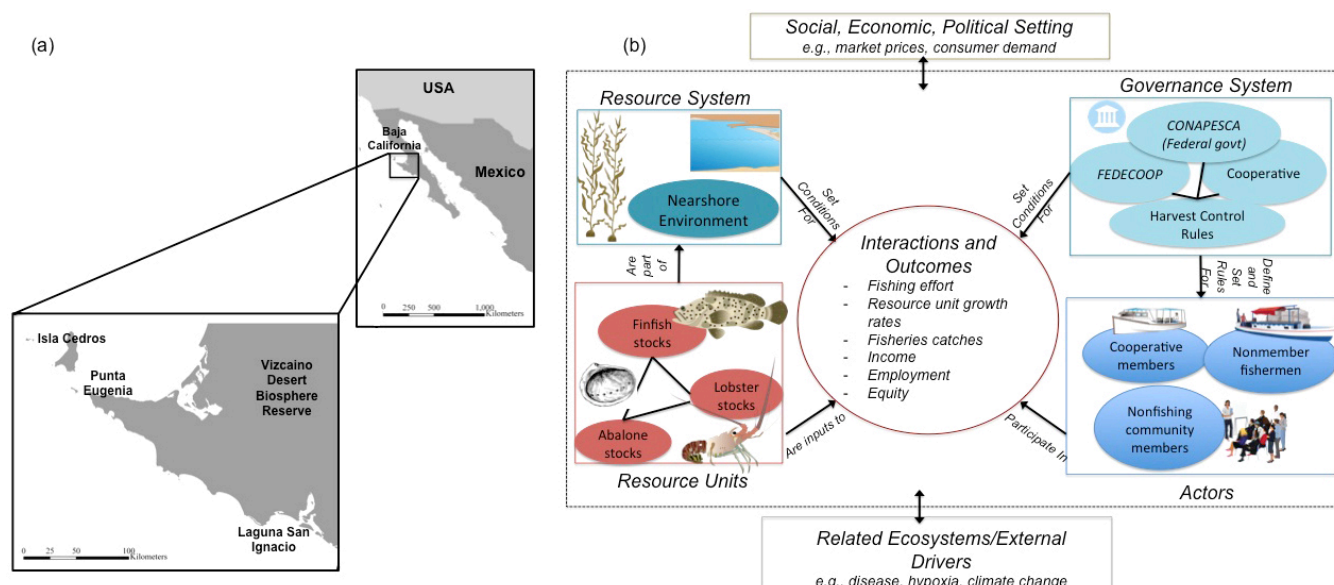 (a)
USA
Baja
California
Mexico
0 250 500 1,000
Kilometers
Isla Cedros
Punta
Eugenia
Vizcaino
Desert
Biosphere
Reserve
Laguna San
Ignacio
0 25 50 100
Kilometers
(b)
Social, Economic, Political Setting
e.g., market prices, consumer demand
Resource System
Nearshore
Environment
Set
Conditions
For
Governance System
CONAPESCA
(Federal govt)
FEDECOOP
Cooperative
Harvest Control
Rules
Set
Conditions
For
Are
part
of
Interactions and
Outcomes
- Fishing effort
- Resource unit growth
rates
- Fisheries catches
- Income
- Employment
- Equity
Define
and
Set
Rules
For
Finfish
stocks
Lobster
stocks
Abalone
stocks
Resource Units
Are inputs to
Cooperative
members
Nonmember
fishermen
Nonfishing
community
members
Actors
Participate In
Related Ecosystems/External
Drivers
e.g., disease, hypoxia, climate change